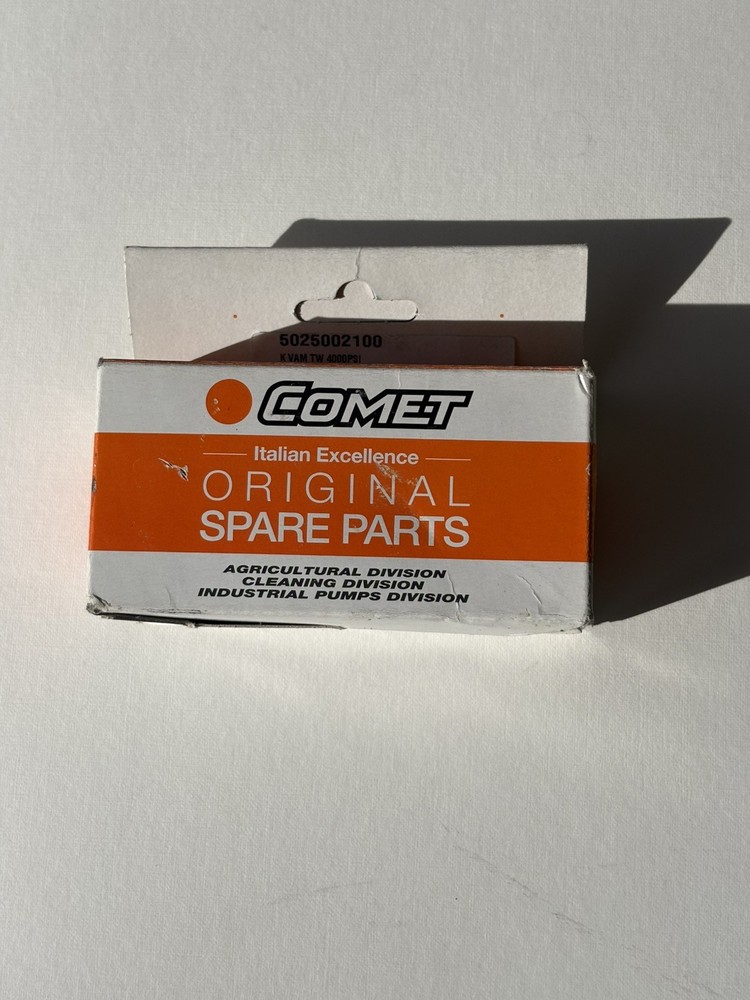 5025002100
K VAM TW 4000PSI
COMET
Italian Excellence
ORIGINAL
SPARE PARTS
AGRICULTURAL DIVISION
CLEANING DIVISION
INDUSTRIAL PUMPS DIVISION